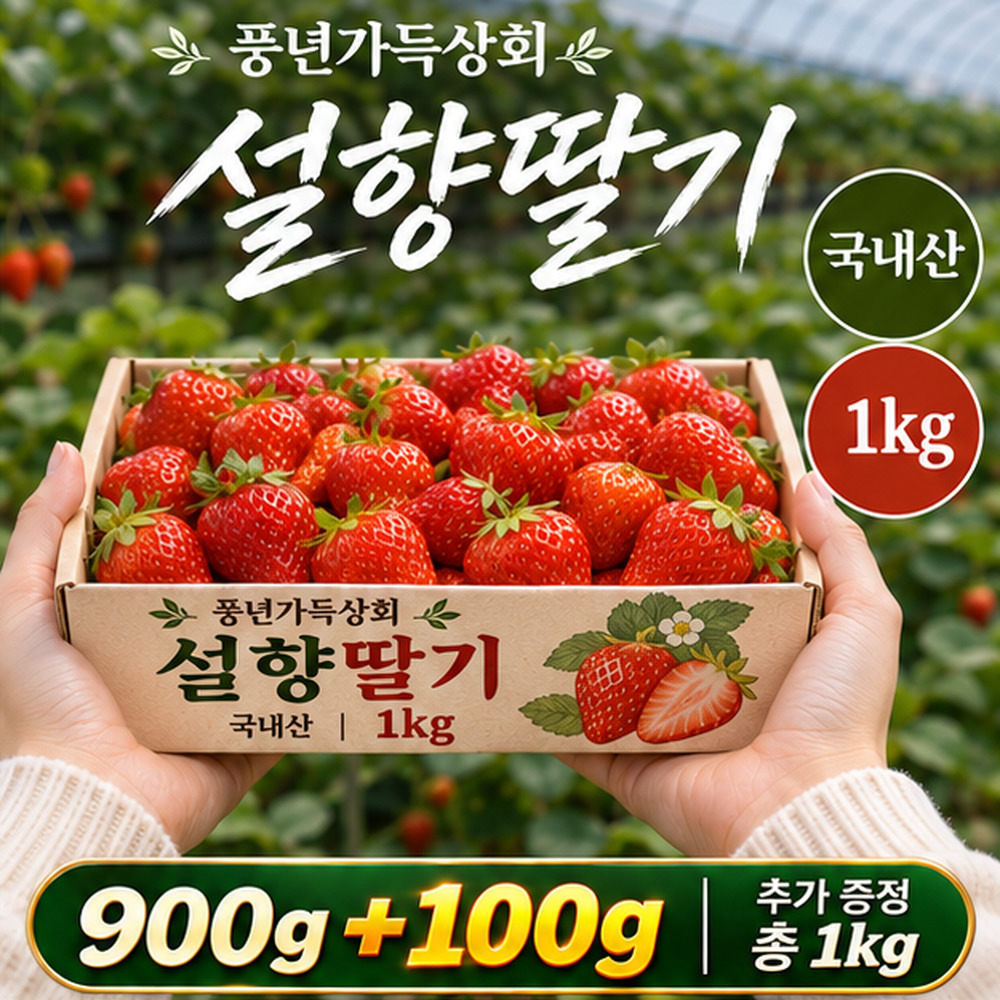 풍년가득상회
설향딸기
국내산
1kg
풍년가득상회
설향딸기
국내산 | 1kg
900g+100g
추가 증정
총 1kg